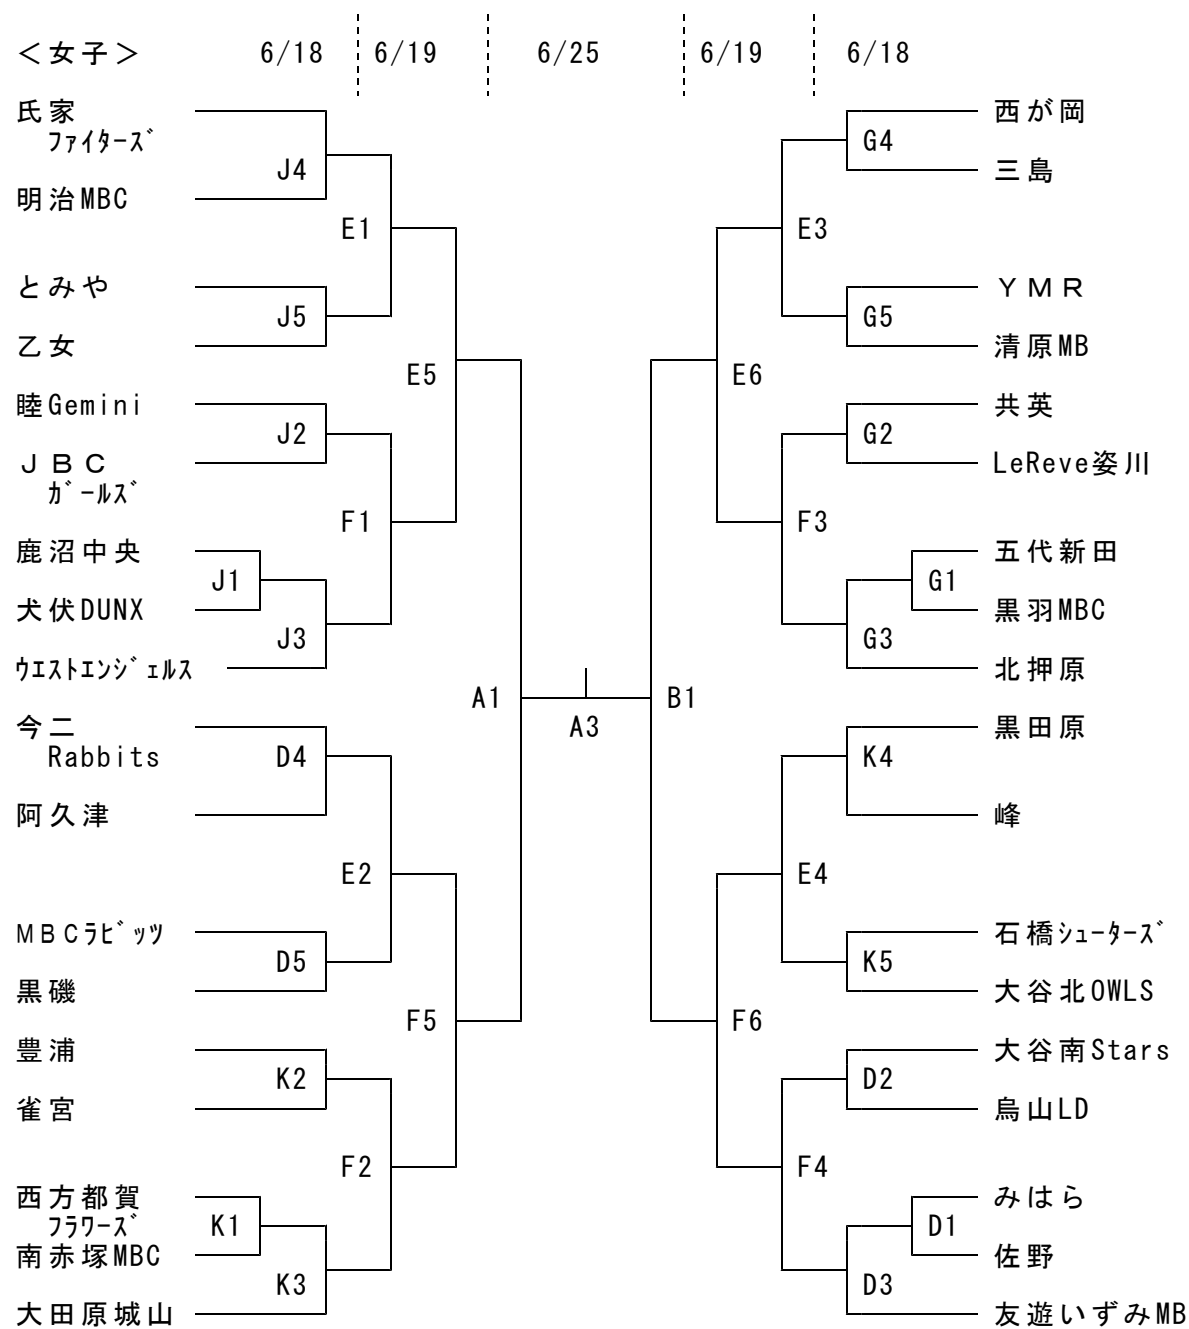 ＜女子＞ 6/18 6/19 6/25 6/19 6/18
氏家 西が岡
ﾌｧｲﾀｰｽﾞ G4
J4 三島
明治MBC
E1 E3
とみや ＹＭＲ
J5 G5
乙女 清原MB
E5 E6
睦Gemini 共英
J2 G2
ＪＢＣ LeReve姿川
ｶﾞｰﾙｽﾞ
F1 F3
鹿沼中央 五代新田
J1 G1
犬伏DUNX 黒羽MBC
J3 G3
ｳｴｽﾄｴﾝｼﾞｪﾙｽ 北押原
A1 B1
今二 A3 黒田原
Rabbits D4 K4
阿久津 峰
E2 E4
ＭＢＣﾗﾋﾞｯﾂ 石橋ｼｭｰﾀｰｽﾞ
D5 K5
黒磯 大谷北OWLS
F5 F6
豊浦 大谷南Stars
K2 D2
雀宮 烏山LD
F2 F4
西方都賀 みはら
ﾌﾗﾜｰｽﾞ K1 D1
南赤塚MBC 佐野
K3 D3
大田原城山 友遊いずみMB